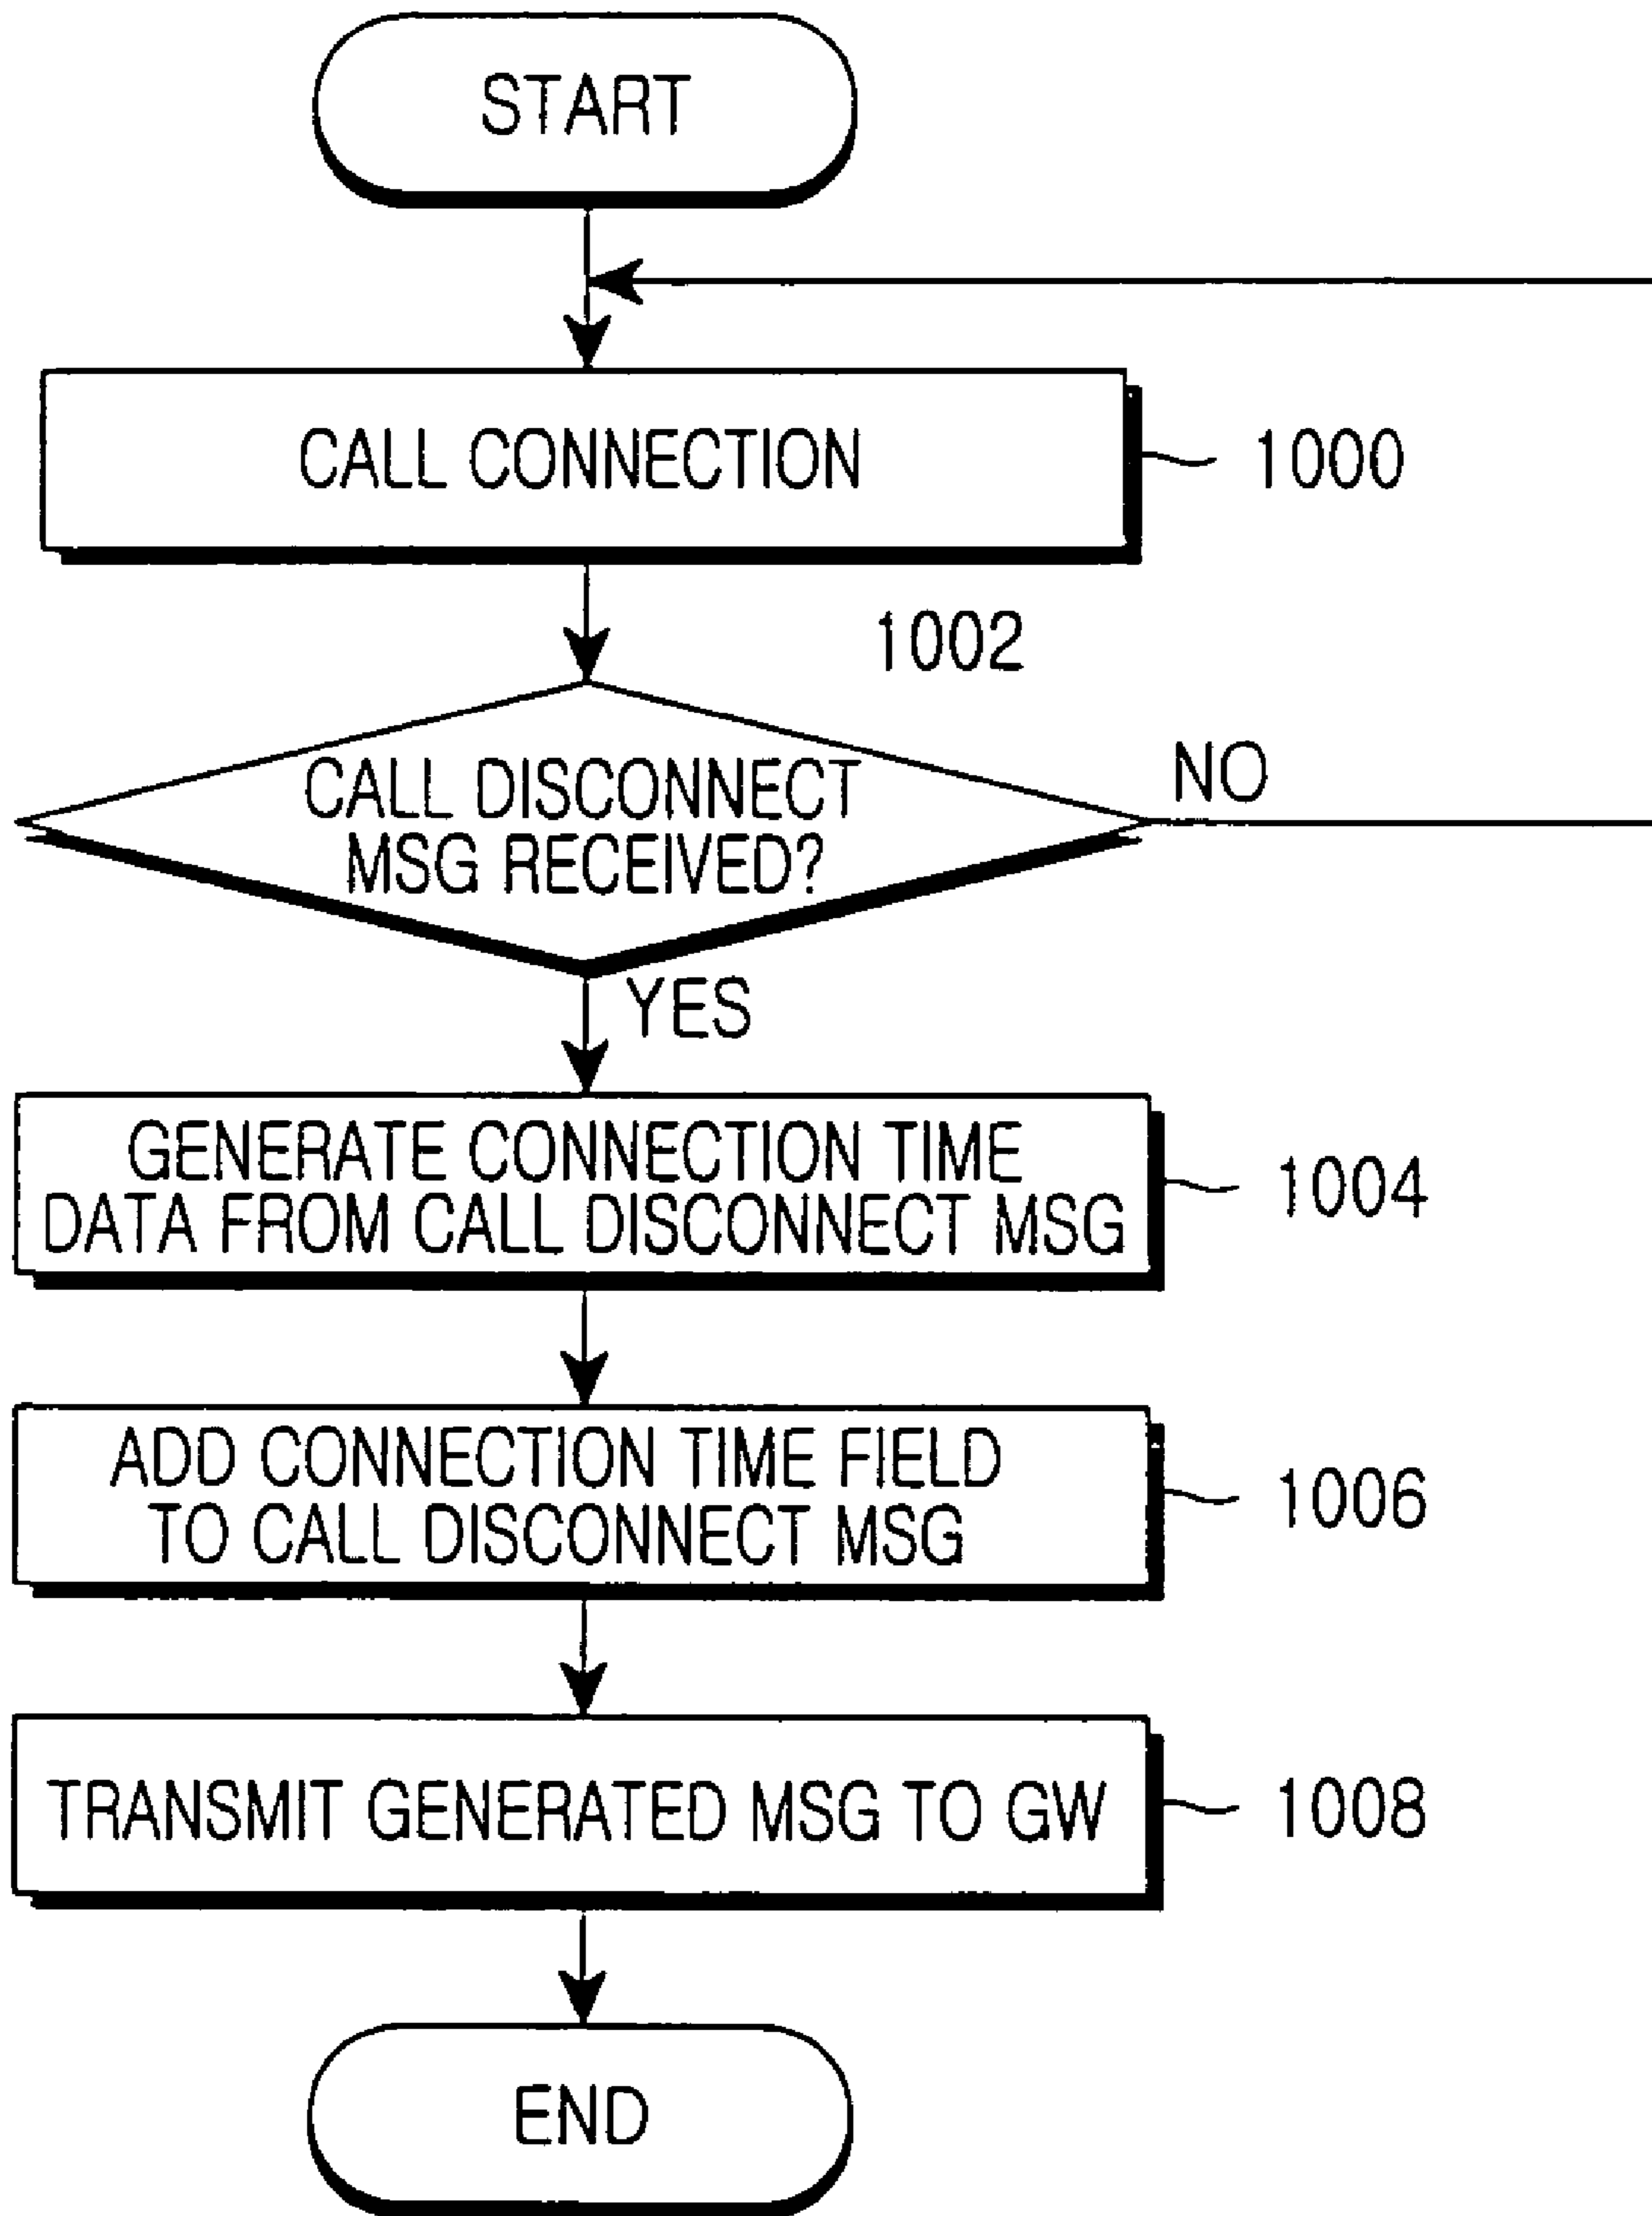 START
CALL CONNECTION
1000
1002
CALL DISCONNECT
MSG RECEIVED?
NO
YES
GENERATE CONNECTION TIME
DATA FROM CALL DISCONNECT MSG
1004
ADD CONNECTION TIME FIELD
TO CALL DISCONNECT MSG
1006
TRANSMIT GENERATED MSG TO GW
1008
END